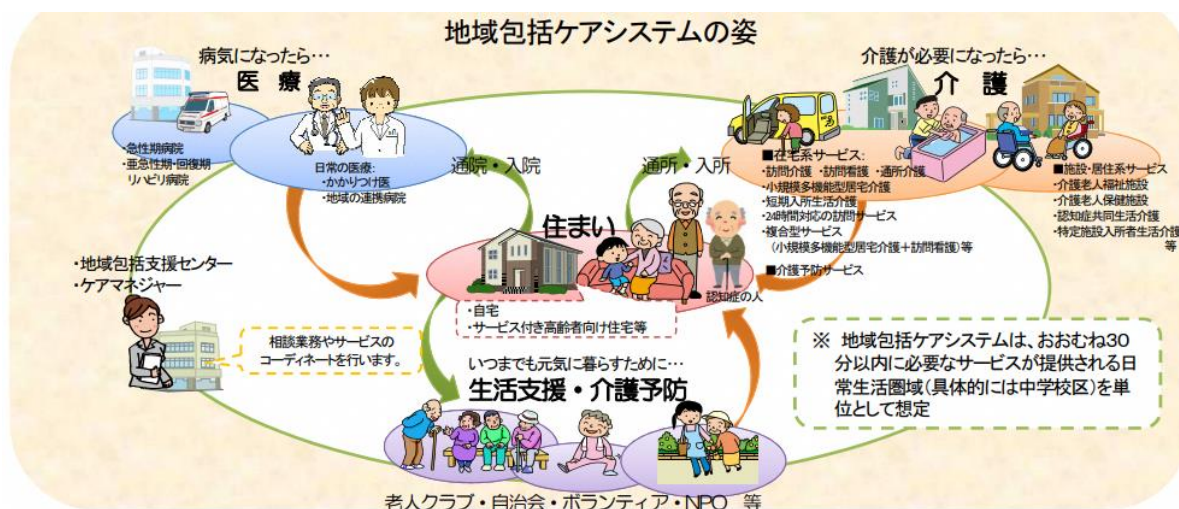 地域包括ケアシステムの姿
病気になったら…
医 療
・急性期病院
・亜急性期・回復期
リハビリ病院
日常の医療:
・かかりつけ医
・地域の連携病院
通院・入院
通所・入所
介護が必要になったら…
介 護
■在宅系サービス:
・訪問介護 ・訪問看護 ・通所介護
・小規模多機能型居宅介護
・短期入所生活介護
・24時間対応の訪問サービス
・複合型サービス
(小規模多機能型居宅介護+訪問看護)等
■介護予防サービス
■施設・居住系サービス
・介護老人福祉施設
・介護老人保健施設
・認知症共同生活介護
・特定施設入所者生活介護
等
住まい
認知症の人
・自宅
・サービス付き高齢者向け住宅等
・地域包括支援センター
・ケアマネジャー
相談業務やサービスの
コーディネートを行います。
いつまでも元気に暮らすために…
生活支援・介護予防
老人クラブ・自治会・ボランティア・NPO 等
※ 地域包括ケアシステムは、おおむね30
分以内に必要なサービスが提供される日
常生活圏域(具体的には中学校区)を単
位として想定